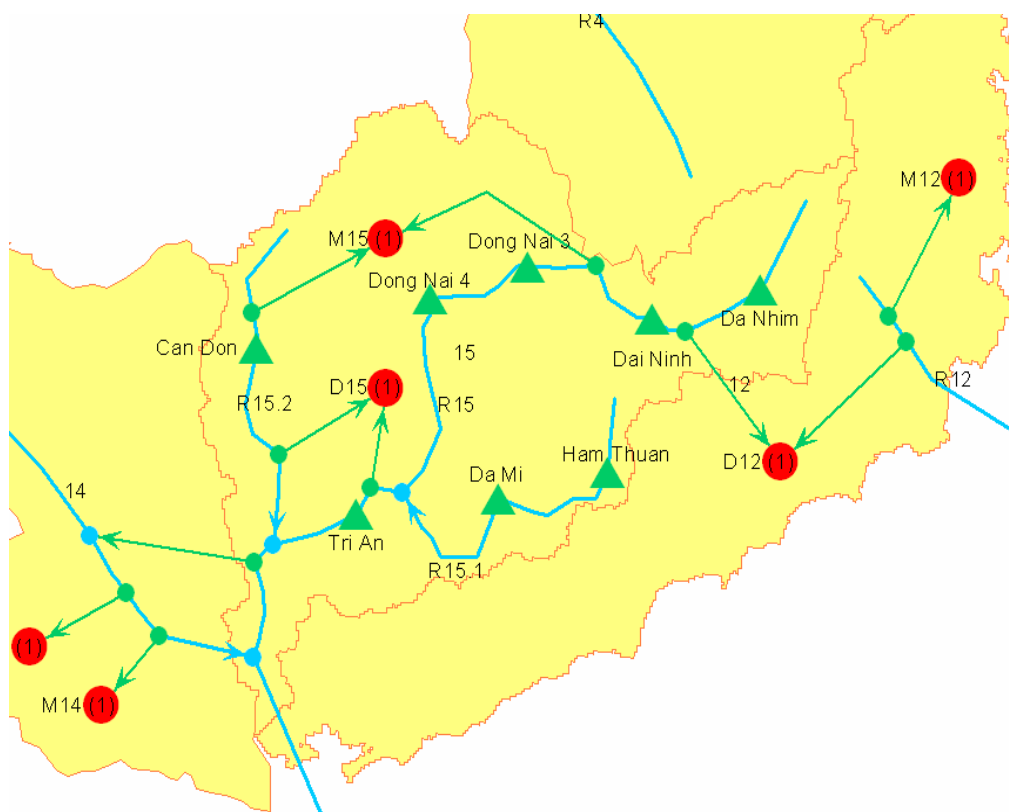 R4
M12 (1)
M15 (1)
Dong Nai 3
Dong Nai 4
Da Nhim
Can Don
15
Dai Ninh
R12
D15 (1)
12
R15.2
R15
Ham Thuan
D12 (1)
Da Mi
14
Tri An
R15.1
(1)
M14 (1)